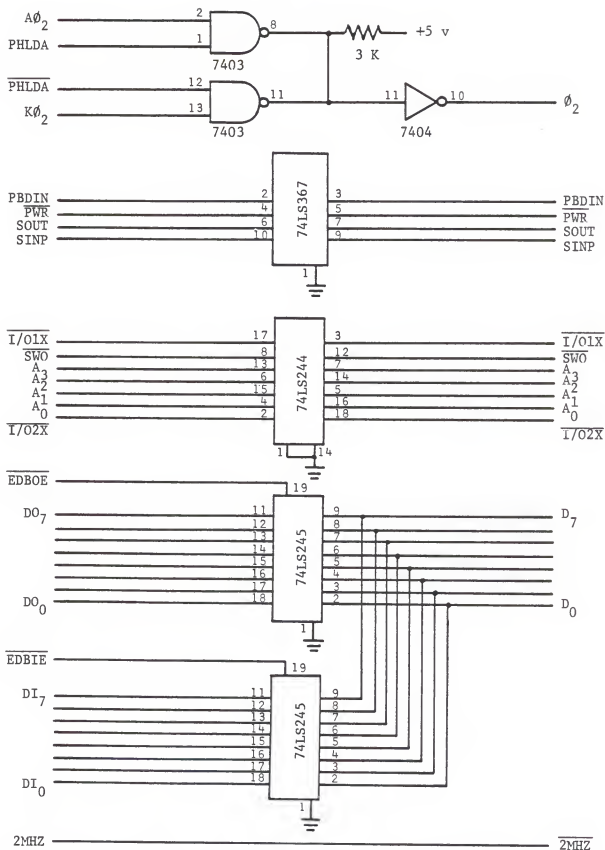 AØ2 2 8 +5 v
PHLDA 1 3 K
7403
PHLDA 12 11 11 10 Ø2
KØ2 13
7403 7404
74LS367
PBDIN 2 3 PBDIN
PWR 4 5 PWR
SOUT 6 7 SOUT
SINP 10 9 SINP
1
74LS244
I/O1X 17 3 I/O1X
SWO 8 12 SWO
A3 13 7 A3
A2 6 14 A2
A1 15 5 A1
A0 4 16 A0
I/O2X 2 18 I/O2X
1 14
EDBOE 19
74LS245
DO7 11 9 D7
12 8
13 7
14 6
15 5
16 4
17 3
DO0 18 2 D0
1
EDBIE 19
74LS245
DI7 11 9
12 8
13 7
14 6
15 5
16 4
17 3
DI0 18 2
1
2MHZ 2MHZ